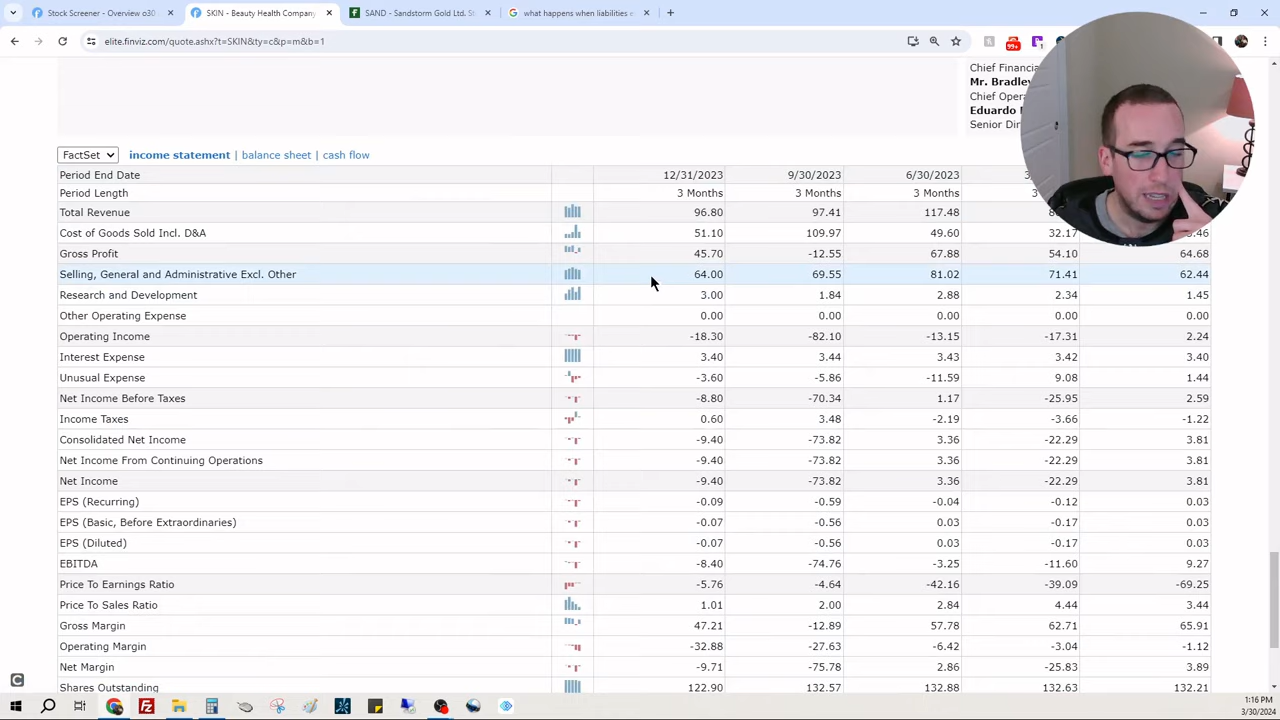 Stock Screener - Overview o30
SKIN - Beauty Health Company
SAND - Sandstorm Gold Ltd. St
what happens when liabilities e
elite.finviz.com/quote.ashx?t=SKIN&ty=c&p=m&b=1
99+
Chief Financia
Mr. Bradley
Chief Oper
Eduardo
Senior Dir
FactSet income statement | balance sheet | cash flow
Period End Date 12/31/2023 9/30/2023 6/30/2023
Period Length 3 Months 3 Months 3 Months
Total Revenue 96.80 97.41 117.48
Cost of Goods Sold Incl. D&A 51.10 109.97 49.60 32.17 .46
Gross Profit 45.70 -12.55 67.88 54.10 64.68
Selling, General and Administrative Excl. Other 64.00 69.55 81.02 71.41 62.44
Research and Development 3.00 1.84 2.88 2.34 1.45
Other Operating Expense 0.00 0.00 0.00 0.00 0.00
Operating Income -18.30 -82.10 -13.15 -17.31 2.24
Interest Expense 3.40 3.44 3.43 3.42 3.40
Unusual Expense -3.60 -5.86 -11.59 9.08 1.44
Net Income Before Taxes -8.80 -70.34 1.17 -25.95 2.59
Income Taxes 0.60 3.48 -2.19 -3.66 -1.22
Consolidated Net Income -9.40 -73.82 3.36 -22.29 3.81
Net Income From Continuing Operations -9.40 -73.82 3.36 -22.29 3.81
Net Income -9.40 -73.82 3.36 -22.29 3.81
EPS (Recurring) -0.09 -0.59 -0.04 -0.12 0.03
EPS (Basic, Before Extraordinaries) -0.07 -0.56 0.03 -0.17 0.03
EPS (Diluted) -0.07 -0.56 0.03 -0.17 0.03
EBITDA -8.40 -74.76 -3.25 -11.60 9.27
Price To Earnings Ratio -5.76 -4.64 -42.16 -39.09 -69.25
Price To Sales Ratio 1.01 2.00 2.84 4.44 3.44
Gross Margin 47.21 -12.89 57.78 62.71 65.91
Operating Margin -32.88 -27.63 -6.42 -3.04 -1.12
Net Margin -9.71 -75.78 2.86 -25.83 3.89
Shares Outstanding 122.90 132.57 132.88 132.63 132.21
1:16 PM
3/30/2024